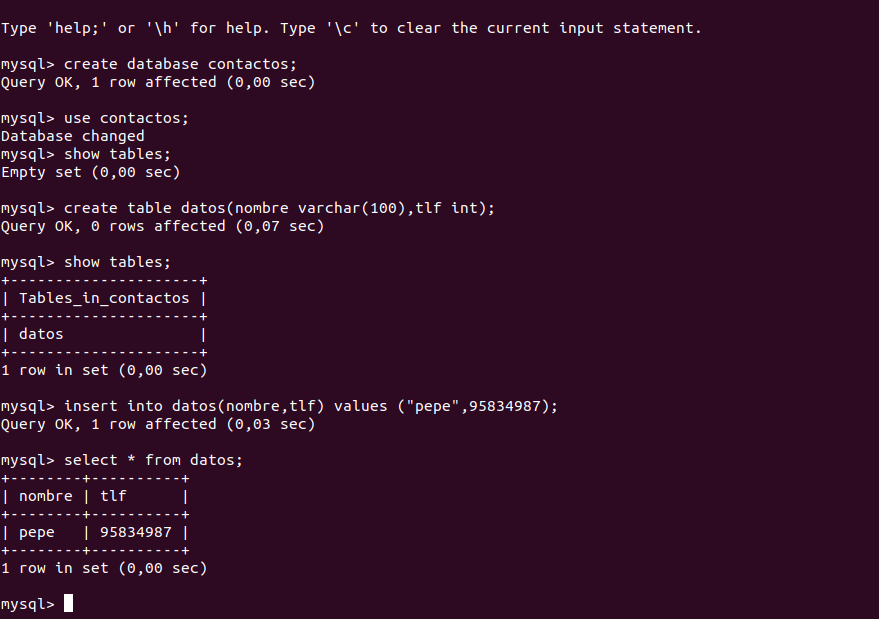 Type 'help;' or '\h' for help. Type '\c' to clear the current input statement.
mysql> create database contactos;
Query OK, 1 row affected (0,00 sec)
mysql> use contactos;
Database changed
mysql> show tables;
Empty set (0,00 sec)
mysql> create table datos(nombre varchar(100),tlf int);
Query OK, 0 rows affected (0,07 sec)
mysql> show tables;
+---------------------+
| Tables_in_contactos |
+---------------------+
| datos               |
+---------------------+
1 row in set (0,00 sec)
mysql> insert into datos(nombre,tlf) values ("pepe",95834987);
Query OK, 1 row affected (0,03 sec)
mysql> select * from datos;
+--------+----------+
| nombre | tlf      |
+--------+----------+
| pepe   | 95834987 |
+--------+----------+
1 row in set (0,00 sec)
mysql>